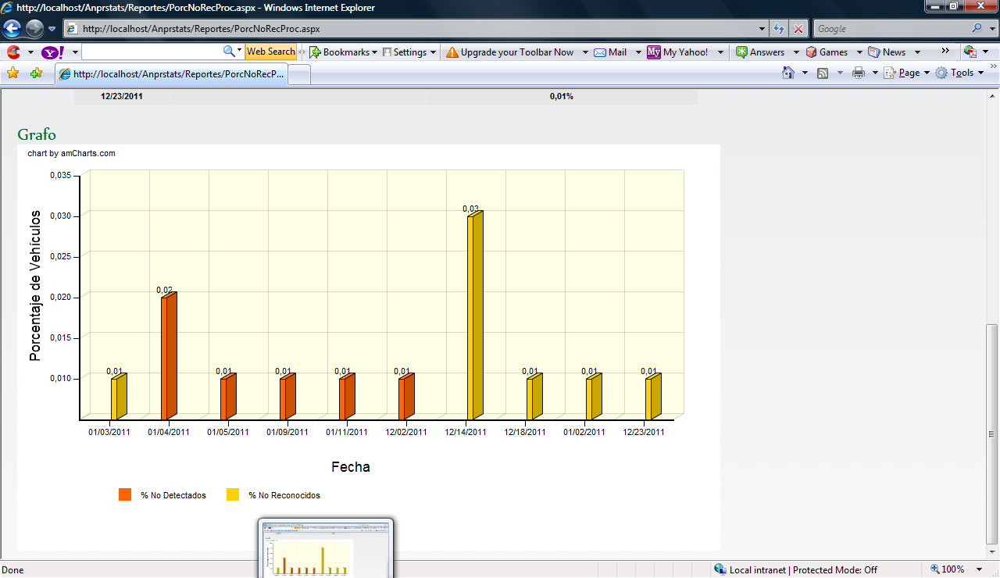 http://localhost/Anprstats/Reportes/PorcNoRecProc.aspx - Windows Internet Explorer
http://localhost/Anprstats/Reportes/PorcNoRecProc.aspx Google
Y! Web Search Bookmarks Settings Upgrade your Toolbar Now Mail My My Yahoo! Answers Games News »
http://localhost/Anprstats/Reportes/PorcNoRecP... Page Tools »
12/23/2011 0,01%
Grafo
chart by amCharts.com
Porcentaje de Vehículos
0,035
0,030
0,025
0,020
0,015
0,010
0,01 0,02 0,01 0,01 0,01 0,01 0,03 0,01 0,01 0,01
01/03/2011 01/04/2011 01/05/2011 01/09/2011 01/11/2011 12/02/2011 12/14/2011 12/18/2011 01/02/2011 12/23/2011
Fecha
% No Detectados % No Reconocidos
Done Local intranet | Protected Mode: Off 100%